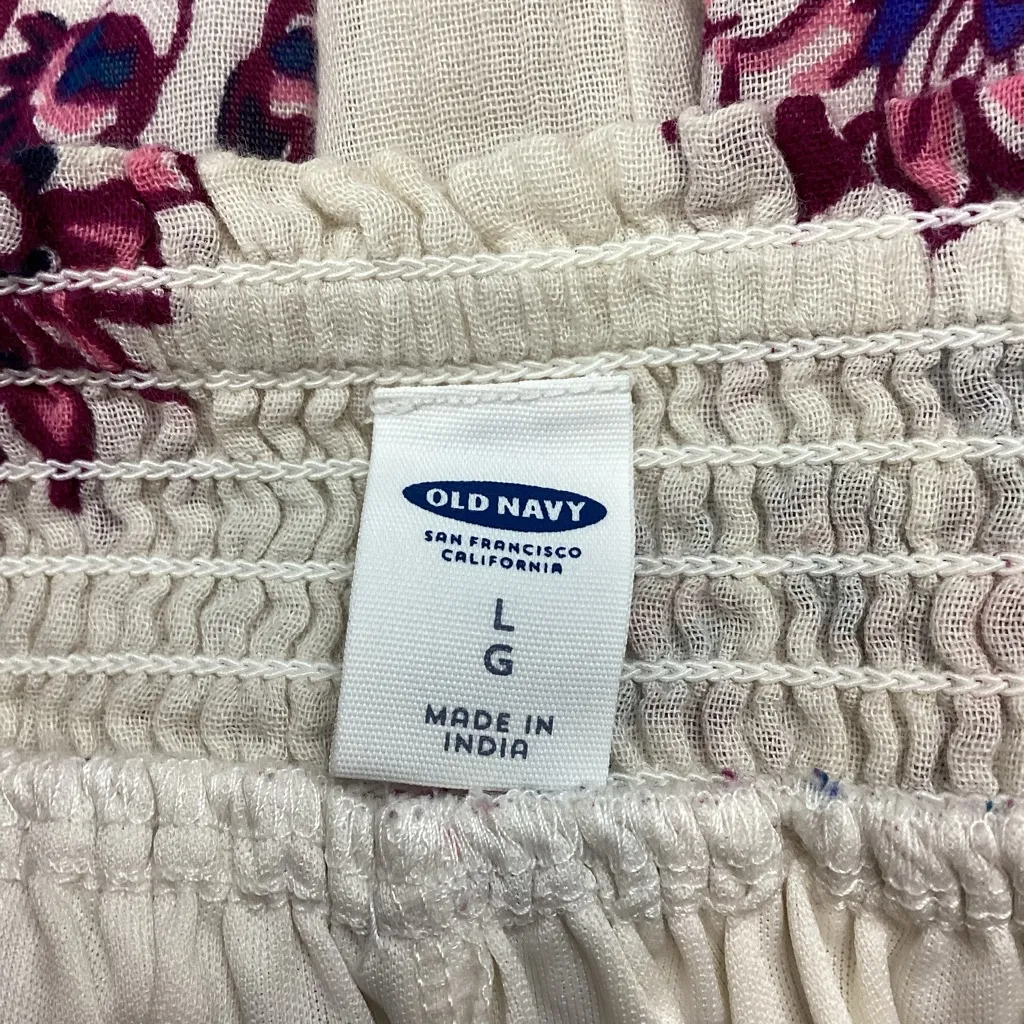 OLD NAVY
SAN FRANCISCO
CALIFORNIA
L
G
MADE IN
INDIA